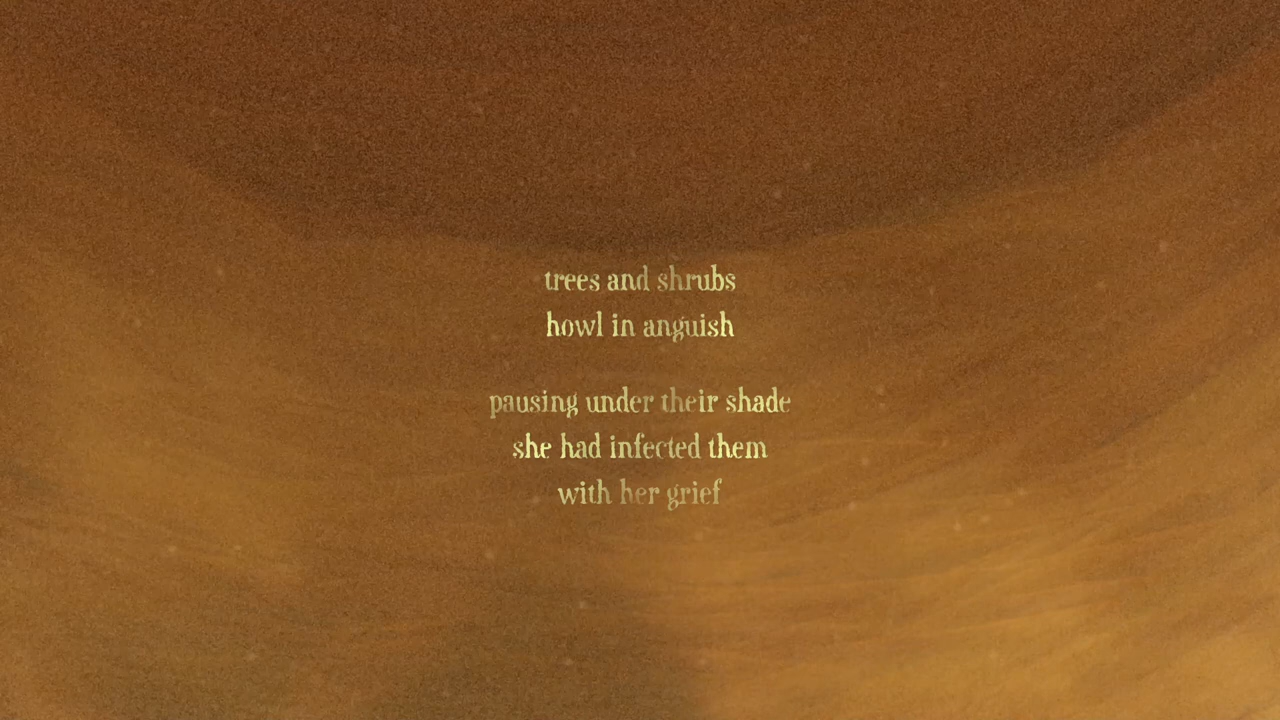 trees and shrubs
howl in anguish
pausing under their shade
she had infected them
with her grief